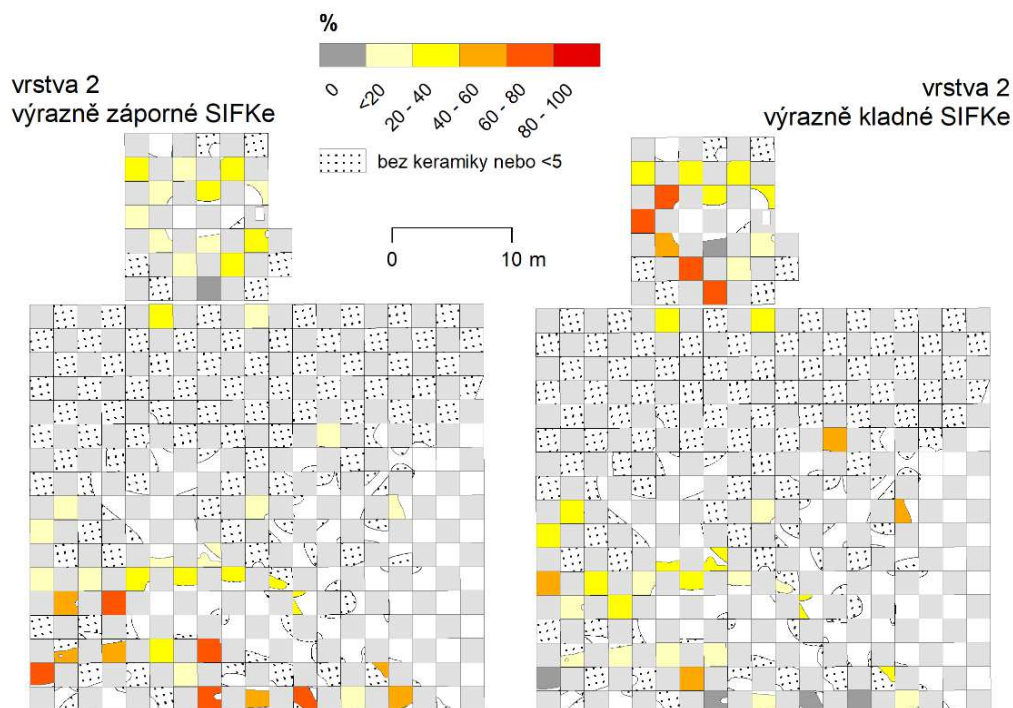 %
0 <20 20 - 40 40 - 60 60 - 80 80 - 100
vrstva 2
výrazně záporné SIFKe
vrstva 2
výrazně kladné SIFKe
bez keramiky nebo <5
0 10 m